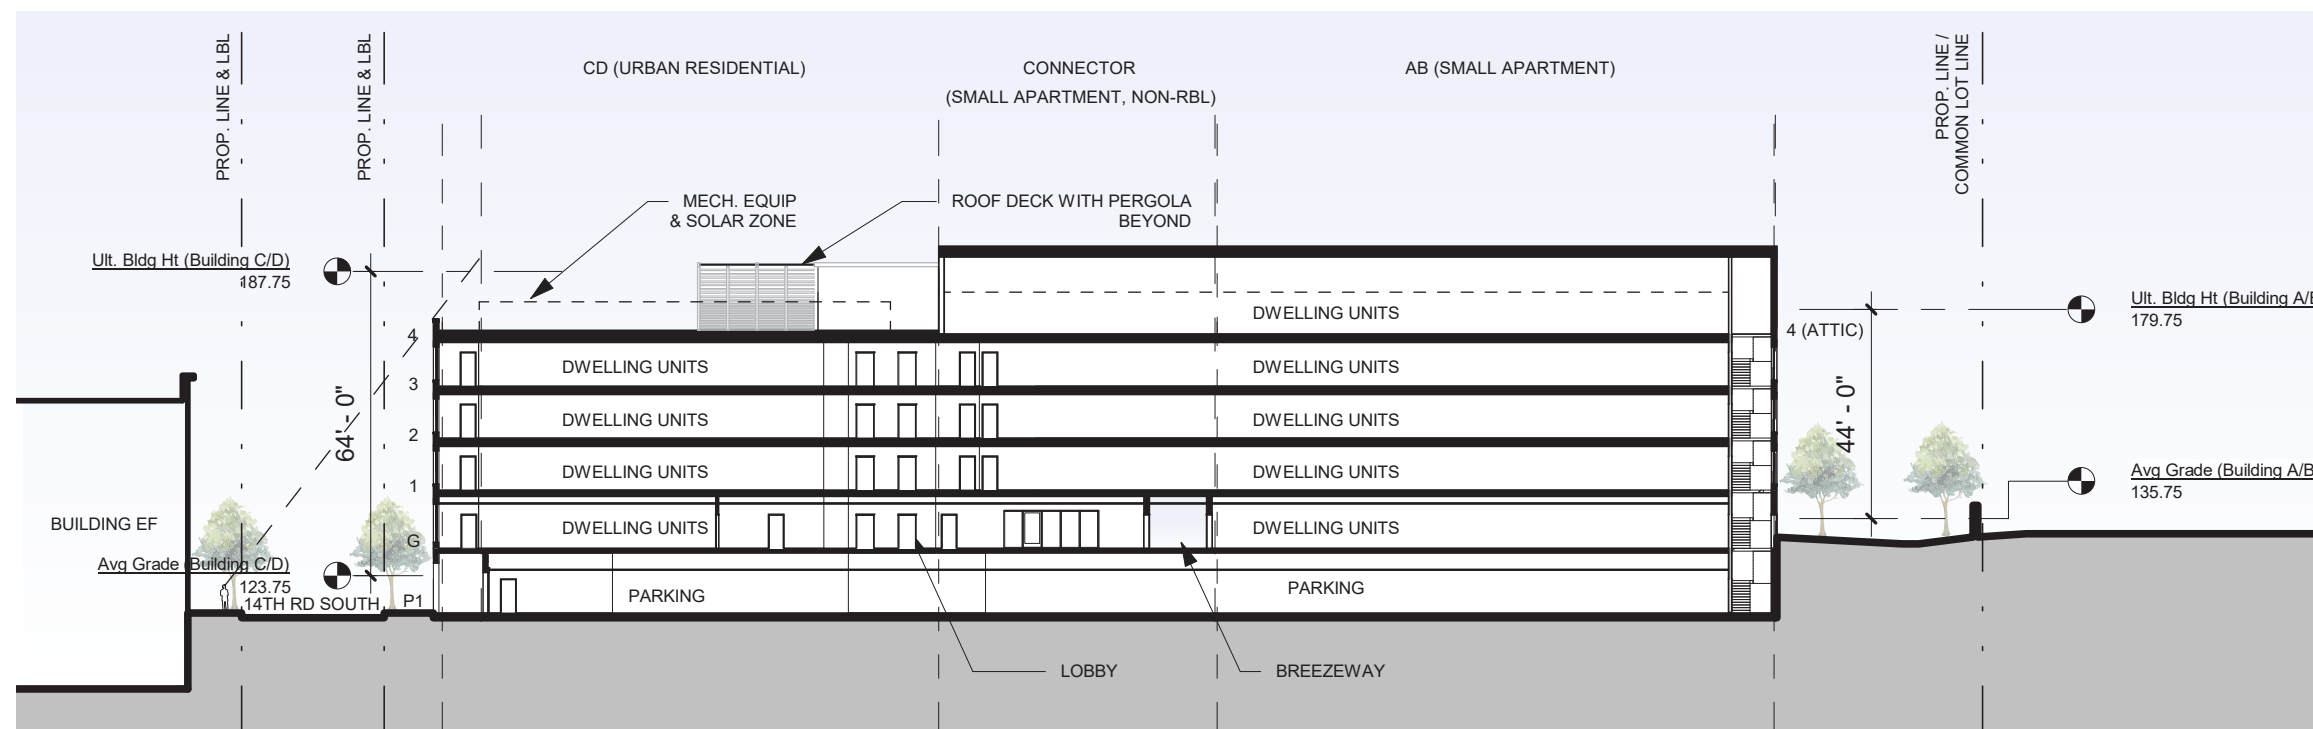 PROP. LINE & LBL
PROP. LINE & LBL
CD (URBAN RESIDENTIAL)
CONNECTOR
(SMALL APARTMENT, NON-RBL)
AB (SMALL APARTMENT)
PROP. LINE /
COMMON LOT LINE
MECH. EQUIP
& SOLAR ZONE
ROOF DECK WITH PERGOLA
BEYOND
Ult. Bldg Ht (Building C/D)
187.75
Ult. Bldg Ht (Building A/B
179.75
DWELLING UNITS
4
4 (ATTIC)
DWELLING UNITS
DWELLING UNITS
3
64' - 0"
44' - 0"
DWELLING UNITS
DWELLING UNITS
2
DWELLING UNITS
DWELLING UNITS
1
Avg Grade (Building A/B
135.75
BUILDING EF
DWELLING UNITS
DWELLING UNITS
G
Avg Grade (Building C/D)
123.75
14TH RD SOUTH
P1
PARKING
PARKING
LOBBY
BREEZEWAY